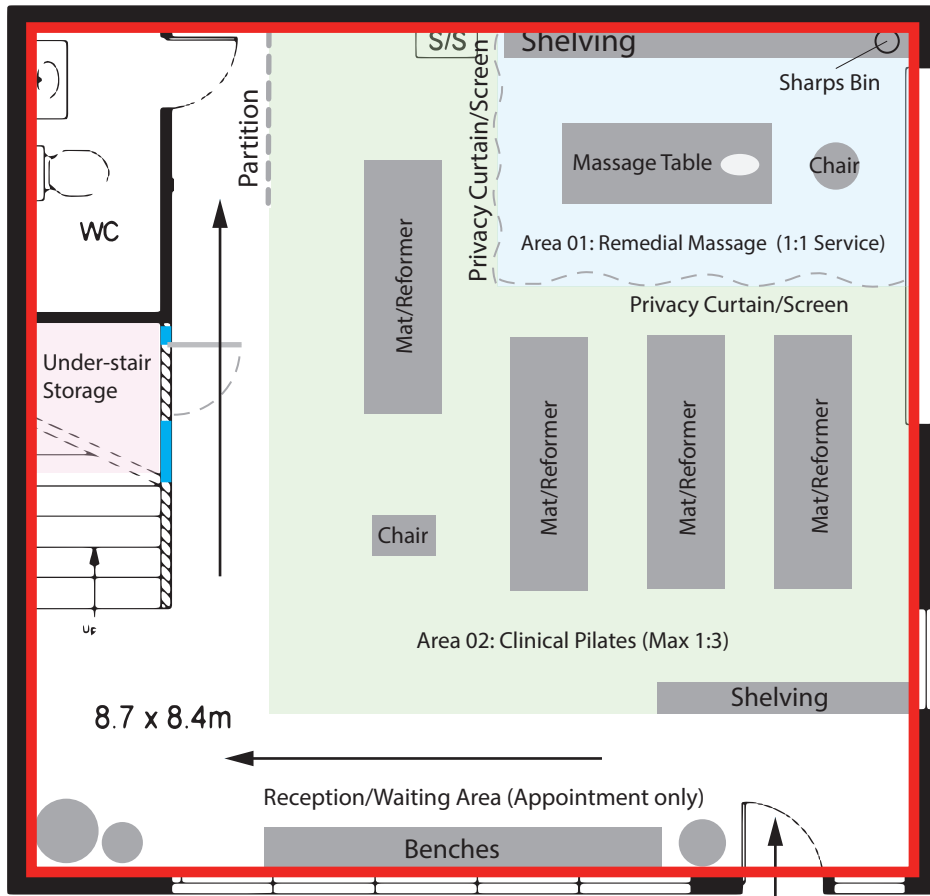 S/S
Shelving
Sharps Bin
Partition
Privacy Curtain/Screen
Massage Table
Chair
WC
Area 01: Remedial Massage (1:1 Service)
Privacy Curtain/Screen
Mat/Reformer
Under-stair
Storage
Mat/Reformer
Mat/Reformer
Mat/Reformer
Chair
UP
Area 02: Clinical Pilates (Max 1:3)
Shelving
8.7 x 8.4m
Reception/Waiting Area (Appointment only)
Benches